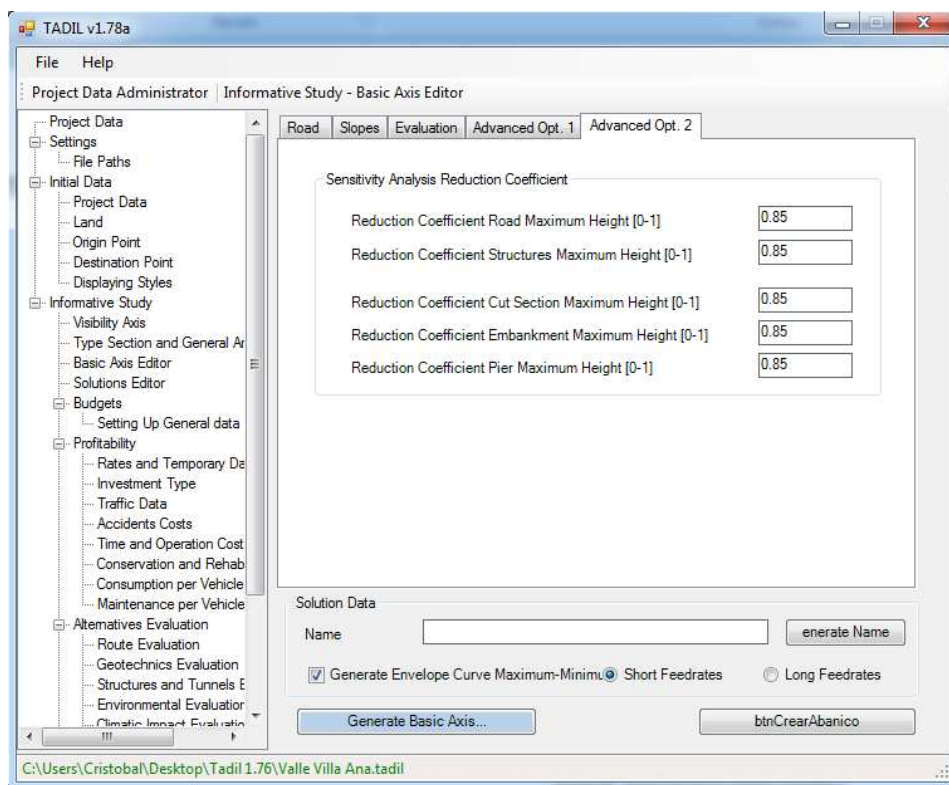 TADIL v1.78a
File Help
Project Data Administrator Informative Study - Basic Axis Editor
Project Data
Settings
File Paths
Initial Data
Project Data
Land
Origin Point
Destination Point
Displaying Styles
Informative Study
Visibility Axis
Type Section and General Ar
Basic Axis Editor
Solutions Editor
Budgets
Setting Up General data
Profitability
Rates and Temporary Da
Investment Type
Traffic Data
Accidents Costs
Time and Operation Cost
Conservation and Rehab
Consumption per Vehicle
Maintenance per Vehicle
Alternatives Evaluation
Route Evaluation
Geotechnics Evaluation
Structures and Tunnels E
Environmental Evaluation
Climatic Impact Evaluatio
Road Slopes Evaluation Advanced Opt. 1 Advanced Opt. 2
Sensitivity Analysis Reduction Coefficient
Reduction Coefficient Road Maximum Height [0-1] 0.85
Reduction Coefficient Structures Maximum Height [0-1] 0.85
Reduction Coefficient Cut Section Maximum Height [0-1] 0.85
Reduction Coefficient Embankment Maximum Height [0-1] 0.85
Reduction Coefficient Pier Maximum Height [0-1] 0.85
Solution Data
Name enerate Name
Generate Envelope Curve Maximum-Minimu Short Feedrates Long Feedrates
Generate Basic Axis... btnCrearAbanico
C:\Users\Cristobal\Desktop\Tadil 1.76\Valle Villa Ana.tadil